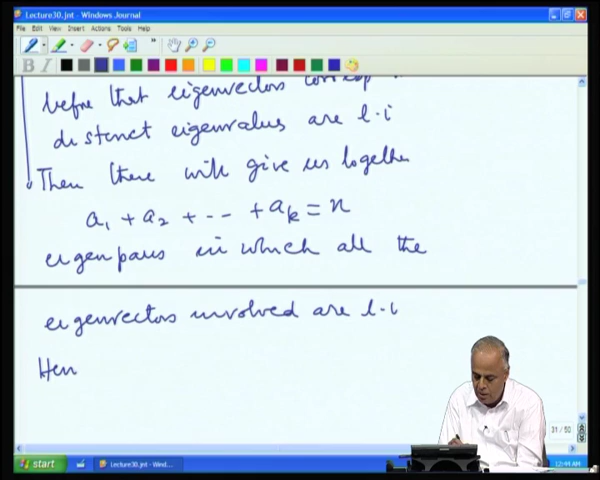 Lecture30.jnt - Windows Journal
File Edit View Insert Actions Tools Help
before that eigenvectors corresp
distinct eigenvalues are l.i
Then these will give us together
a₁ + a₂ + -- + aₖ = n
eigenpairs in which all the
eigenvectors involved are l.i
Hen
31 / 50
start
Lecture30.jnt - Wind...
12:44 AM